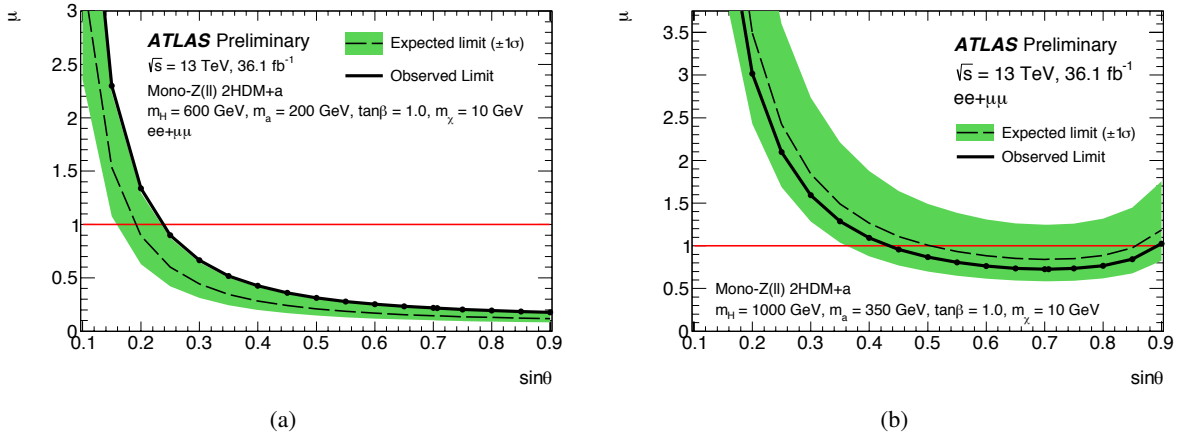 μ
3
2.5
2
1.5
1
0.5
0
ATLAS Preliminary
√s = 13 TeV, 36.1 fb⁻¹
Mono-Z(ll) 2HDM+a
m_H = 600 GeV, m_a = 200 GeV, tanβ = 1.0, m_χ = 10 GeV
ee+μμ
Expected limit (±1σ)
Observed Limit
0.1 0.2 0.3 0.4 0.5 0.6 0.7 0.8 0.9
sinθ
(a)
μ
3.5
3
2.5
2
1.5
1
0.5
0
ATLAS Preliminary
√s = 13 TeV, 36.1 fb⁻¹
ee+μμ
Expected limit (±1σ)
Observed Limit
Mono-Z(ll) 2HDM+a
m_H = 1000 GeV, m_a = 350 GeV, tanβ = 1.0, m_χ = 10 GeV
0.1 0.2 0.3 0.4 0.5 0.6 0.7 0.8 0.9
sinθ
(b)